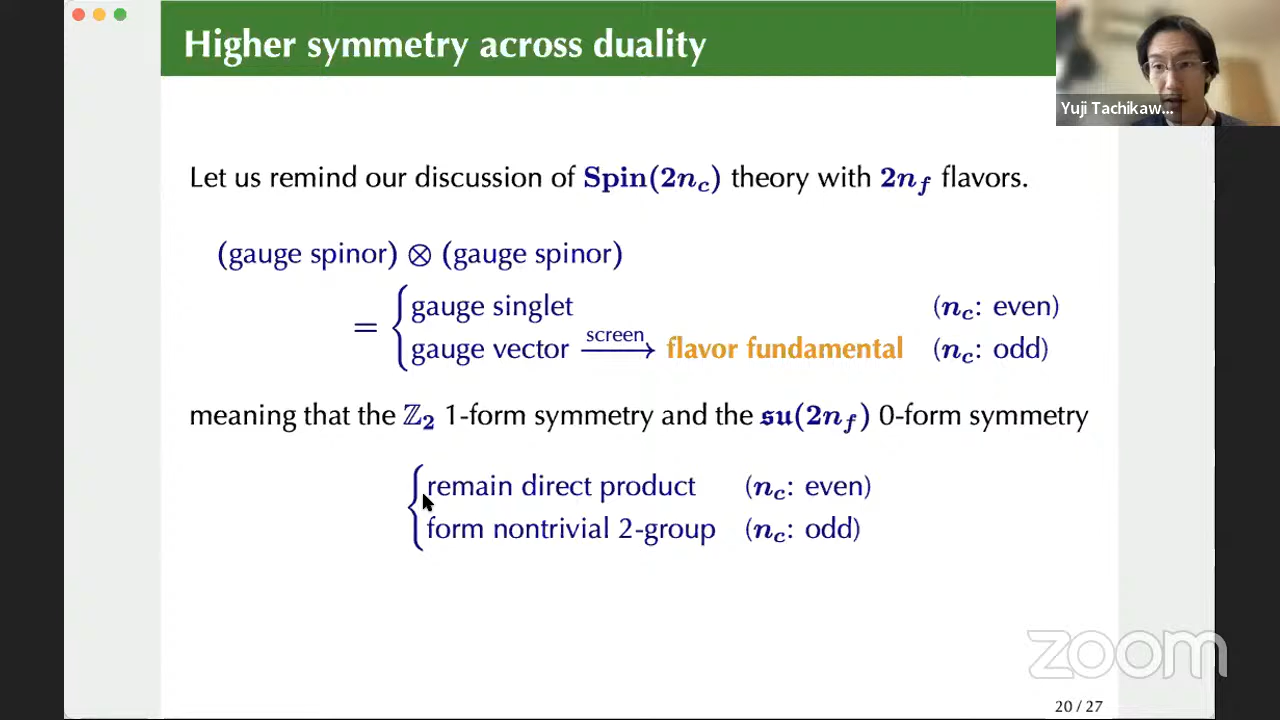 Higher symmetry across duality
Yuji Tachikaw...
Let us remind our discussion of Spin(2n_c) theory with 2n_f flavors.
(gauge spinor) ⊗ (gauge spinor)
= { gauge singlet (n_c: even)
gauge vector —screen→ flavor fundamental (n_c: odd)
meaning that the ℤ₂ 1-form symmetry and the 𝔰𝔲(2n_f) 0-form symmetry
{ remain direct product (n_c: even)
form nontrivial 2-group (n_c: odd)
zoom
20 / 27